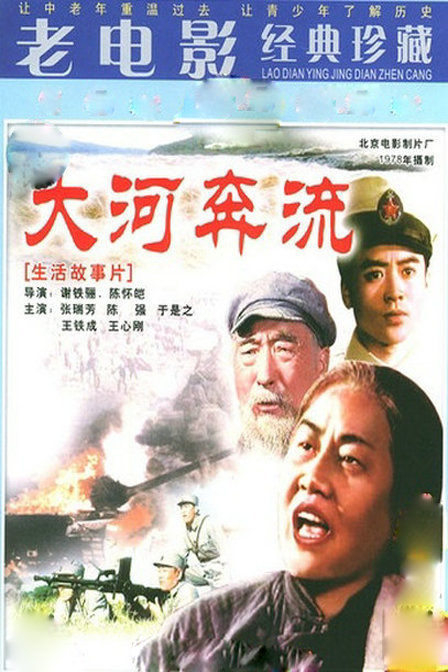 让中老年重温过去 让青少年了解历史
老电影 经典珍藏
LAO DIAN YING JING DIAN ZHEN CANG
北京电影制片厂
1978年摄制
大河奔流
[生活故事片]
导演：谢铁骊．陈怀皑
主演：张瑞芳 陈 强 于是之
王铁成 王心刚